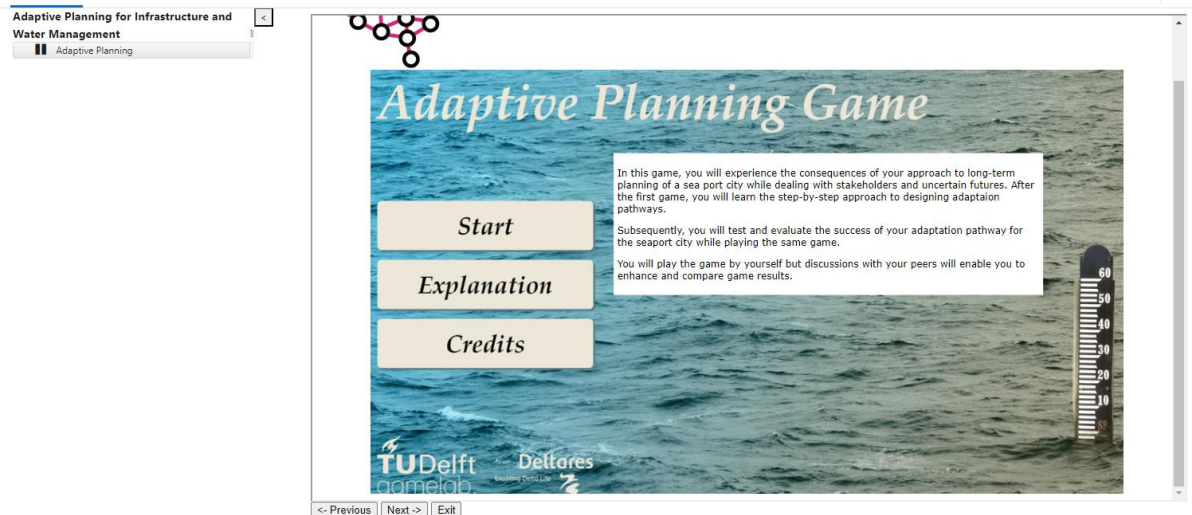 Adaptive Planning for Infrastructure and
Water Management
<
Adaptive Planning
Adaptive Planning Game
In this game, you will experience the consequences of your approach to long-term
planning of a sea port city while dealing with stakeholders and uncertain futures. After
the first game, you will learn the step-by-step approach to designing adaptaion
pathways.
Subsequently, you will test and evaluate the success of your adaptation pathway for
the seaport city while playing the same game.
You will play the game by yourself but discussions with your peers will enable you to
enhance and compare game results.
Start
Explanation
Credits
60
50
40
30
20
10
SP
TUDelft
gamelab
Deltares
Enabling Delta Life
<- Previous
Next ->
Exit